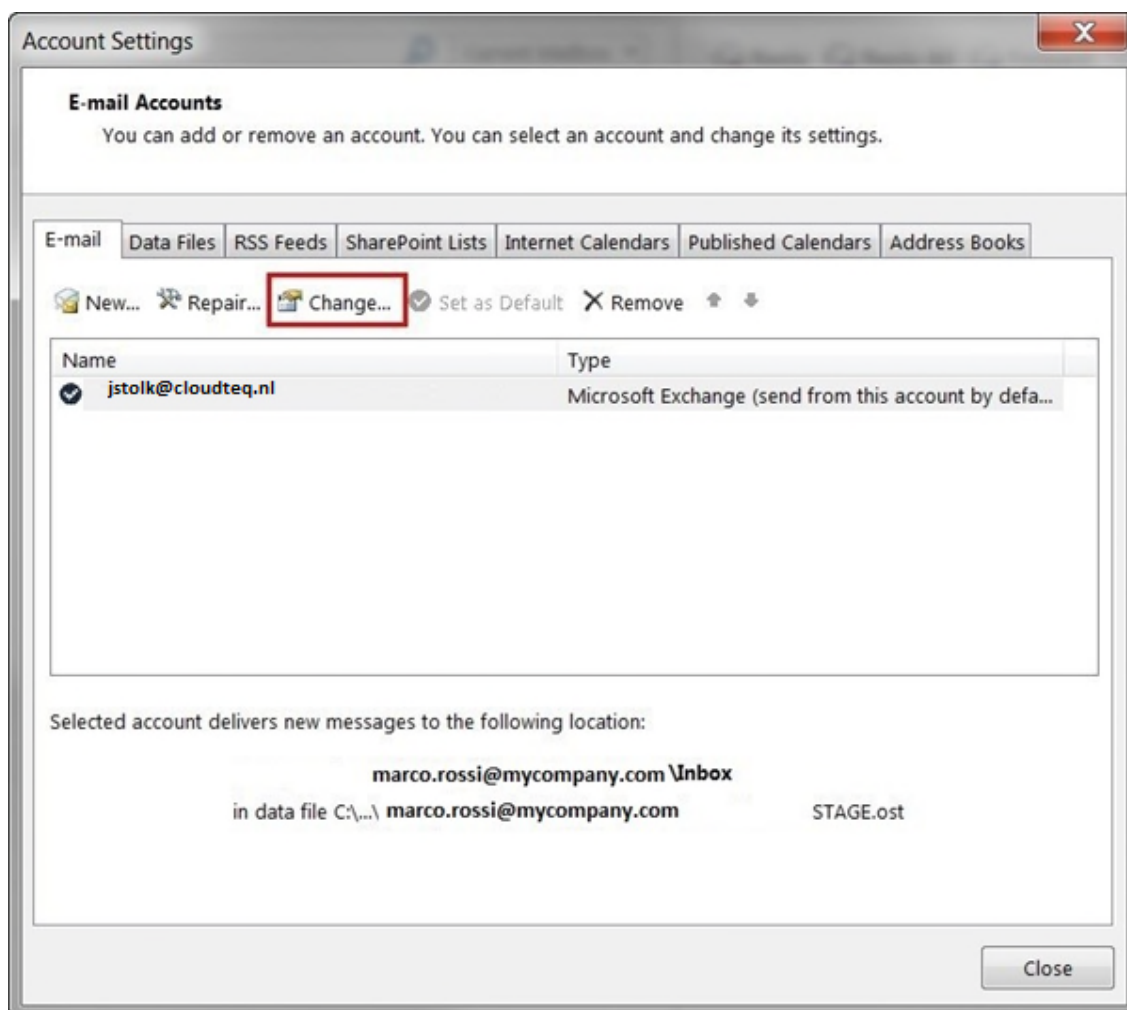 Account Settings
X
E-mail Accounts
You can add or remove an account. You can select an account and change its settings.
E-mail Data Files RSS Feeds SharePoint Lists Internet Calendars Published Calendars Address Books
New... Repair... Change... Set as Default Remove
Name Type
jstolk@cloudteq.nl Microsoft Exchange (send from this account by defa...
Selected account delivers new messages to the following location:
marco.rossi@mycompany.com \Inbox
in data file C:\...\ marco.rossi@mycompany.com STAGE.ost
Close